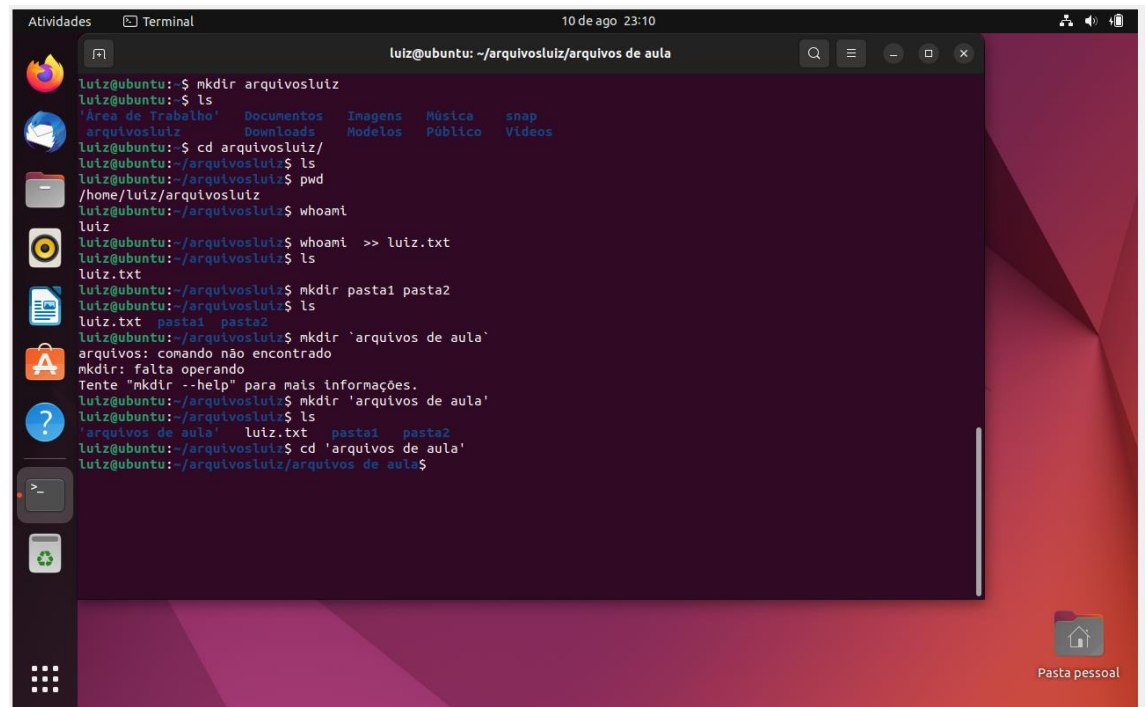 Atividades Terminal 10 de ago 23:10
luiz@ubuntu: ~/arquivosluiz/arquivos de aula
luiz@ubuntu:~$ mkdir arquivosluiz
luiz@ubuntu:~$ ls
'Área de Trabalho' Documentos Imagens Música snap
arquivosluiz Downloads Modelos Público Vídeos
luiz@ubuntu:~$ cd arquivosluiz/
luiz@ubuntu:~/arquivosluiz$ ls
luiz@ubuntu:~/arquivosluiz$ pwd
/home/luiz/arquivosluiz
luiz@ubuntu:~/arquivosluiz$ whoami
luiz
luiz@ubuntu:~/arquivosluiz$ whoami  >> luiz.txt
luiz@ubuntu:~/arquivosluiz$ ls
luiz.txt
luiz@ubuntu:~/arquivosluiz$ mkdir pasta1 pasta2
luiz@ubuntu:~/arquivosluiz$ ls
luiz.txt pasta1 pasta2
luiz@ubuntu:~/arquivosluiz$ mkdir `arquivos de aula`
arquivos: comando não encontrado
mkdir: falta operando
Tente "mkdir --help" para mais informações.
luiz@ubuntu:~/arquivosluiz$ mkdir 'arquivos de aula'
luiz@ubuntu:~/arquivosluiz$ ls
'arquivos de aula' luiz.txt pasta1 pasta2
luiz@ubuntu:~/arquivosluiz$ cd 'arquivos de aula'
luiz@ubuntu:~/arquivosluiz/arquivos de aula$
Pasta pessoal